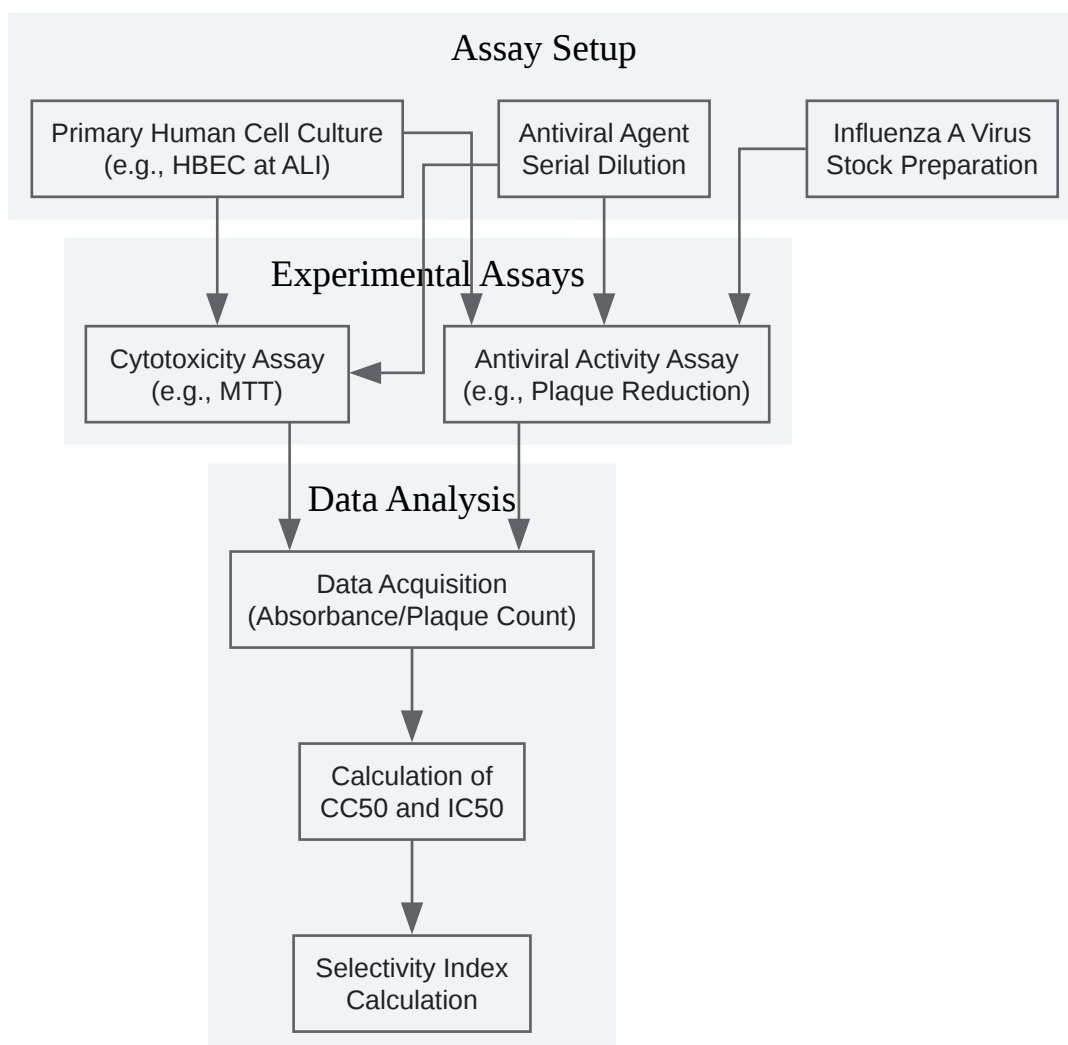 Assay Setup
Primary Human Cell Culture
(e.g., HBEC at ALI)
Antiviral Agent
Serial Dilution
Influenza A Virus
Stock Preparation
Experimental Assays
Cytotoxicity Assay
(e.g., MTT)
Antiviral Activity Assay
(e.g., Plaque Reduction)
Data Analysis
Data Acquisition
(Absorbance/Plaque Count)
Calculation of
CC50 and IC50
Selectivity Index
Calculation